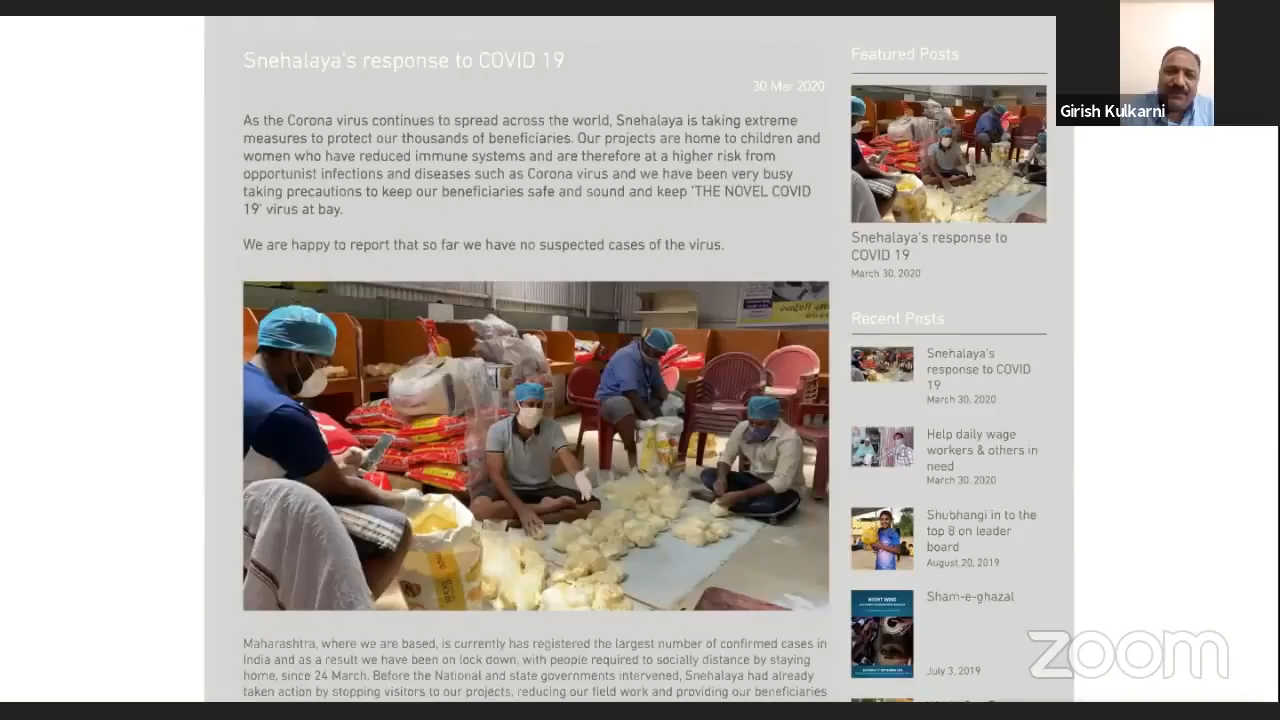 Snehalaya's response to COVID 19
30 Mar 2020
As the Corona virus continues to spread across the world, Snehalaya is taking extreme
measures to protect our thousands of beneficiaries. Our projects are home to children and
women who have reduced immune systems and are therefore at a higher risk from
opportunist infections and diseases such as Corona virus and we have been very busy
taking precautions to keep our beneficiaries safe and sound and keep 'THE NOVEL COVID
19' virus at bay.
We are happy to report that so far we have no suspected cases of the virus.
Maharashtra, where we are based, is currently has registered the largest number of confirmed cases in
India and as a result we have been on lock down, with people required to socially distance by staying
home, since 24 March. Before the National and state governments intervened, Snehalaya had already
taken action by stopping visitors to our projects, reducing our field work and providing our beneficiaries
Featured Posts
Snehalaya's response to
COVID 19
March 30, 2020
Recent Posts
Snehalaya's
response to COVID
19
March 30, 2020
Help daily wage
workers & others in
need
March 30, 2020
Shubhangi in to the
top 8 on leader
board
August 20, 2019
Sham-e-ghazal
July 3, 2019
Girish Kulkarni
zoom